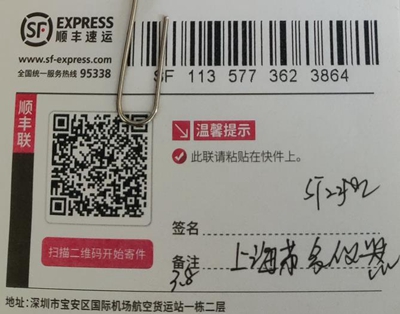 SF EXPRESS
顺丰速运
www.sf-express.com
全国统一服务热线 95338
SF 113 577 362 3864
顺丰联
温馨提示
此联请粘贴在快件上。
签名
扫描二维码开始寄件
备注
3.8
上海市
地址:深圳市宝安区国际机场航空货运站一栋二层